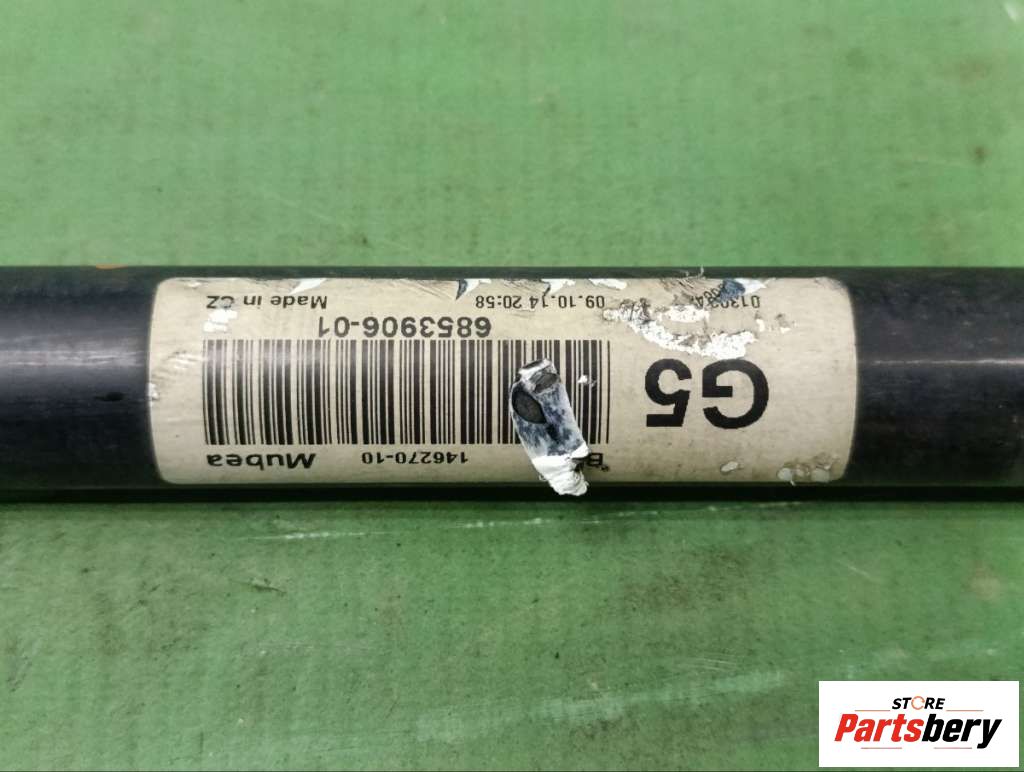 Mubea 146270-10
G5
6853906-01
09.10.14 20:58 Made in CZ
STORE
Partsbery